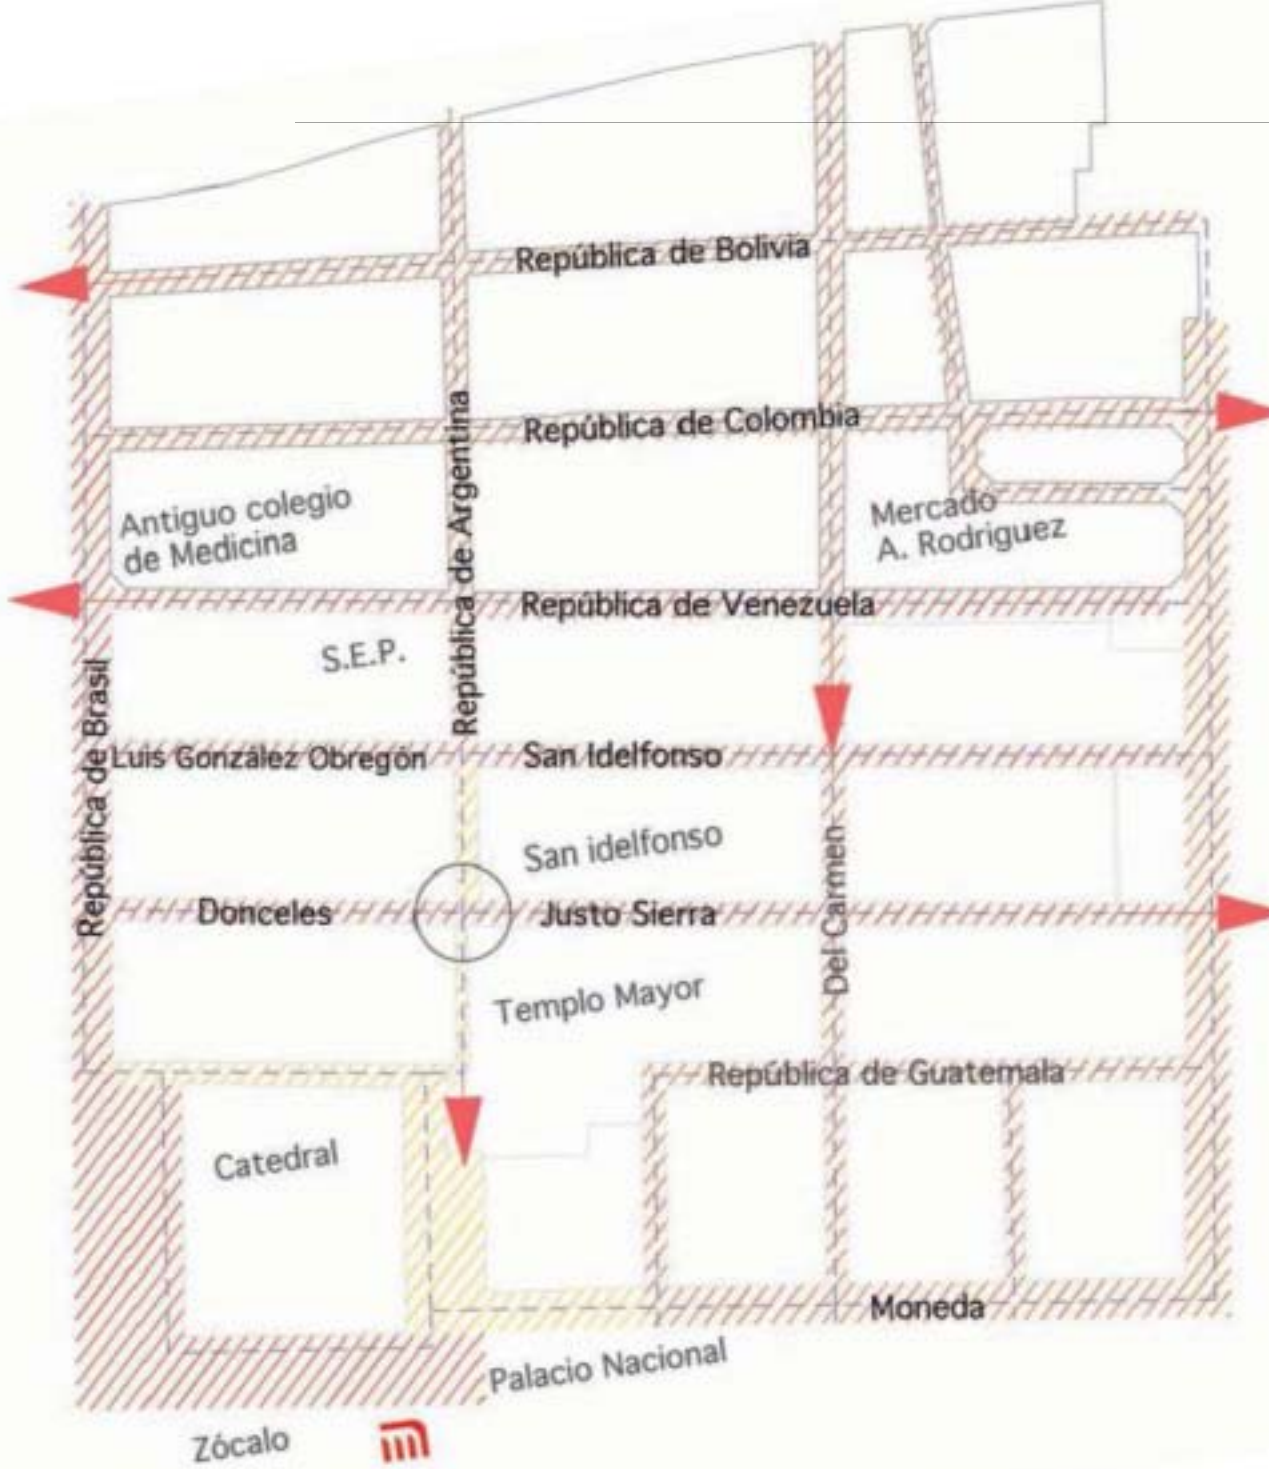 República de Bolivia
República de Colombia
República de Argentina
Antiguo colegio
de Medicina
Mercado
A. Rodriguez
República de Venezuela
S.E.P.
República de Brasil
Luis González Obregón
San Idelfonso
San idelfonso
Del Carmen
Donceles
Justo Sierra
Templo Mayor
República de Guatemala
Catedral
Moneda
Palacio Nacional
Zócalo